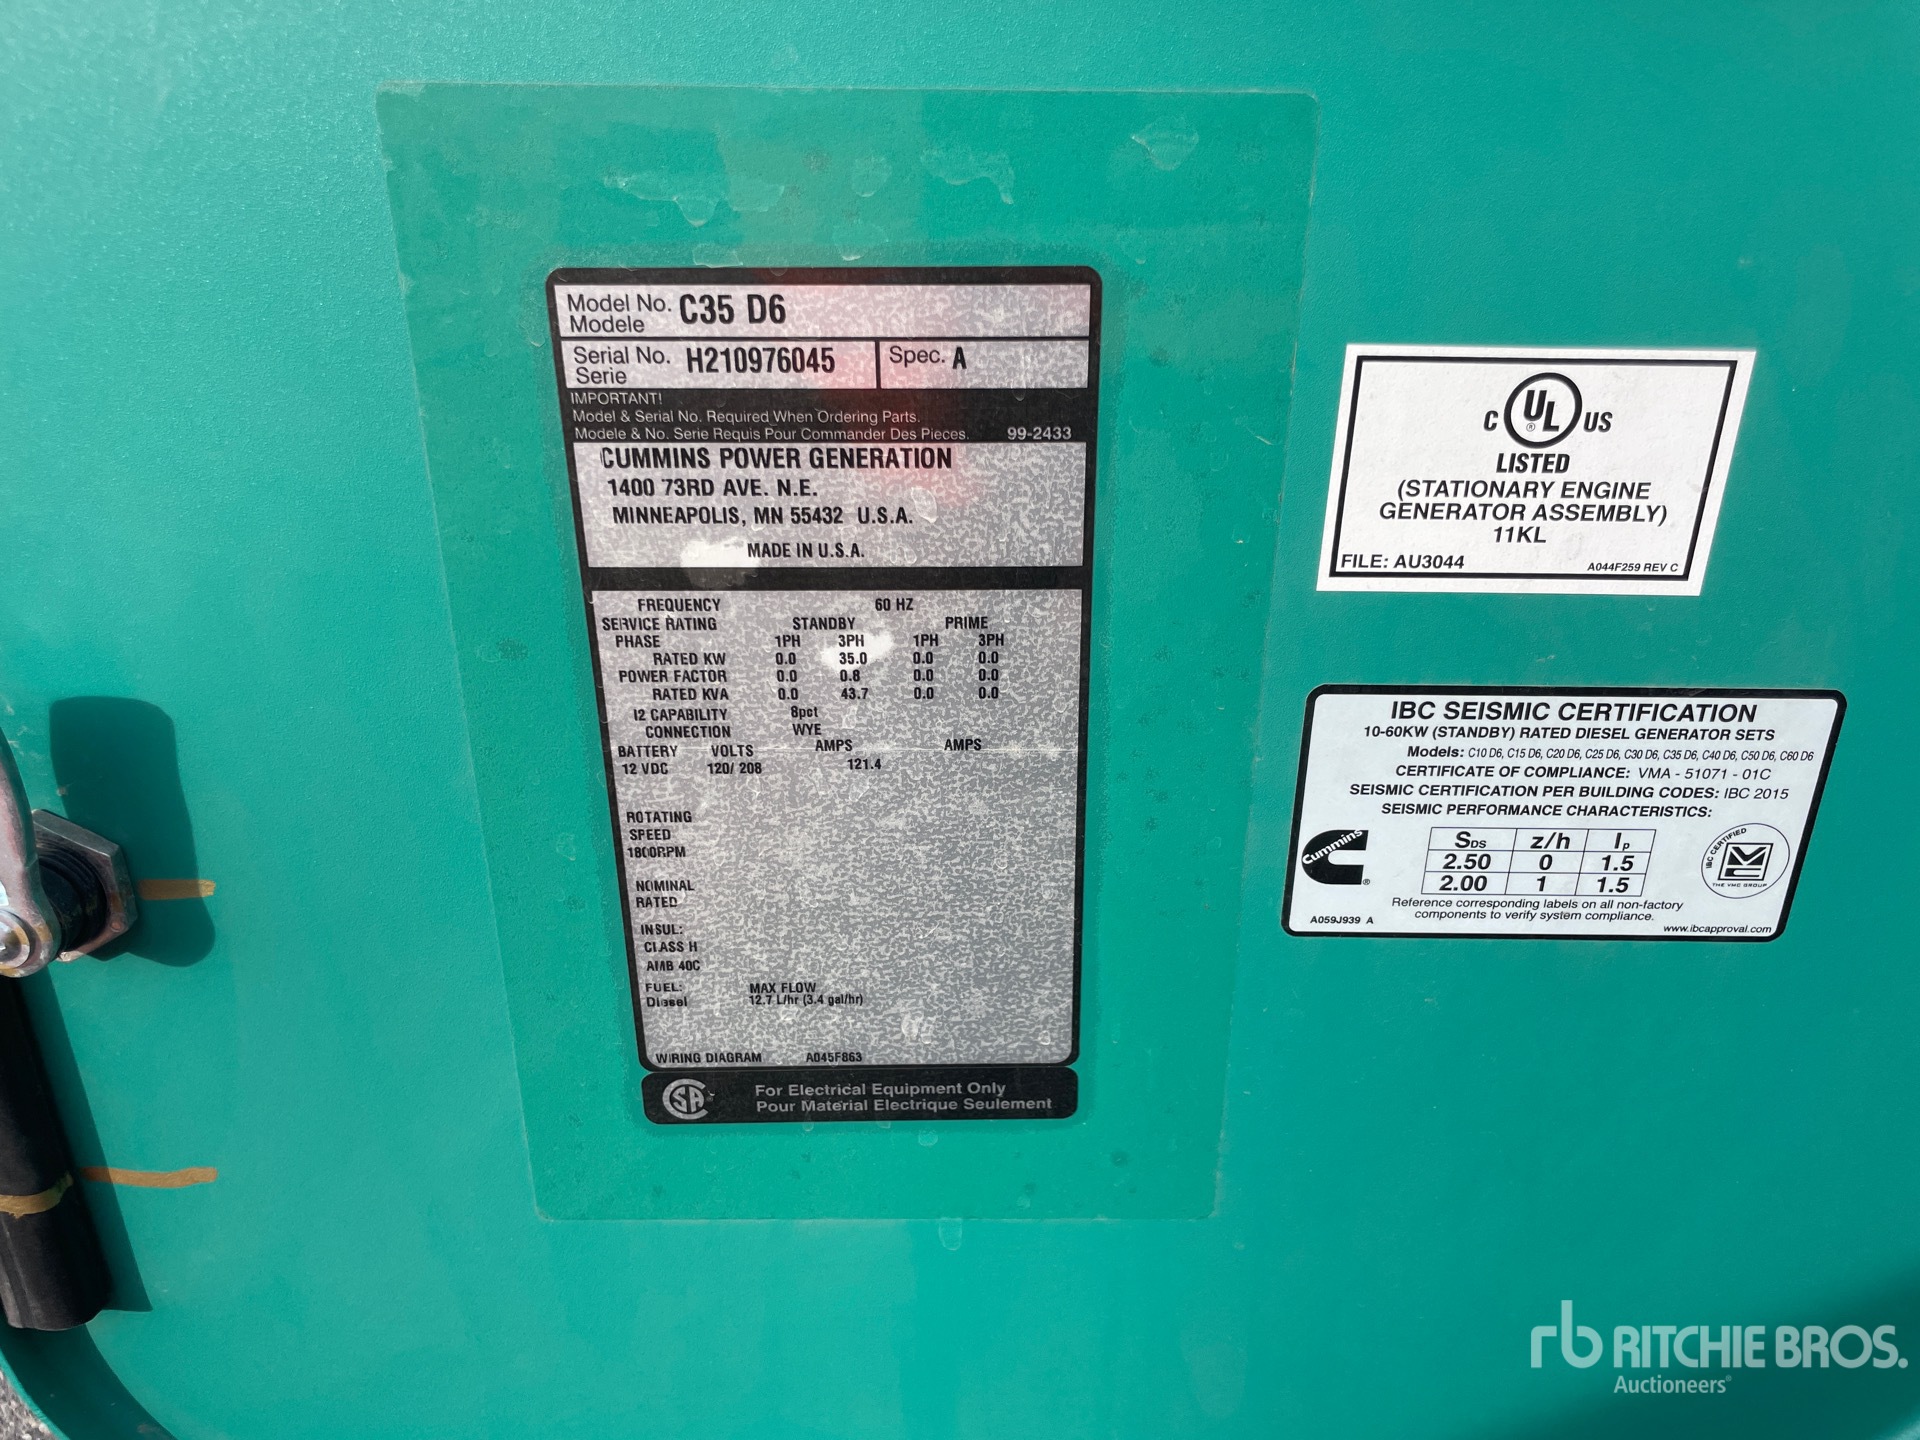 Model No. C35 D6
Modele
Serial No. H210976045 Spec. A
Serie
IMPORTANT!
Model & Serial No. Required When Ordering Parts.
Modele & No. Serie Requis Pour Commander Des Pieces. 99-2433
CUMMINS POWER GENERATION
1400 73RD AVE. N.E.
MINNEAPOLIS, MN 55432 U.S.A.
MADE IN U.S.A.
FREQUENCY 60 HZ
SERVICE RATING STANDBY PRIME
PHASE 1PH 3PH 1PH 3PH
RATED KW 0.0 35.0 0.0 0.0
POWER FACTOR 0.0 0.8 0.0 0.0
RATED KVA 0.0 43.7 0.0 0.0
I2 CAPABILITY 8pct
CONNECTION WYE
BATTERY VOLTS AMPS AMPS
12 VDC 120/ 208 121.4
ROTATING
SPEED
1800RPM
NOMINAL
RATED
INSUL:
CLASS H
AMB 40C
FUEL: MAX FLOW
Diesel 12.7 L/hr (3.4 gal/hr)
WIRING DIAGRAM A045F863
SA For Electrical Equipment Only
Pour Material Electrique Seulement
C UL ® US
LISTED
(STATIONARY ENGINE
GENERATOR ASSEMBLY)
11KL
FILE: AU3044 A044F259 REV C
IBC SEISMIC CERTIFICATION
10-60KW (STANDBY) RATED DIESEL GENERATOR SETS
Models: C10 D6, C15 D6, C20 D6, C25 D6, C30 D6, C35 D6, C40 D6, C50 D6, C60 D6
CERTIFICATE OF COMPLIANCE: VMA - 51071 - 01C
SEISMIC CERTIFICATION PER BUILDING CODES: IBC 2015
SEISMIC PERFORMANCE CHARACTERISTICS:
Cummins ®
SDS z/h Ip
2.50 0 1.5
2.00 1 1.5
IBC CERTIFIED
VMC
THE VMC GROUP
Reference corresponding labels on all non-factory
components to verify system compliance.
A059J939 A www.ibcapproval.com
rb RITCHIE BROS.
Auctioneers®